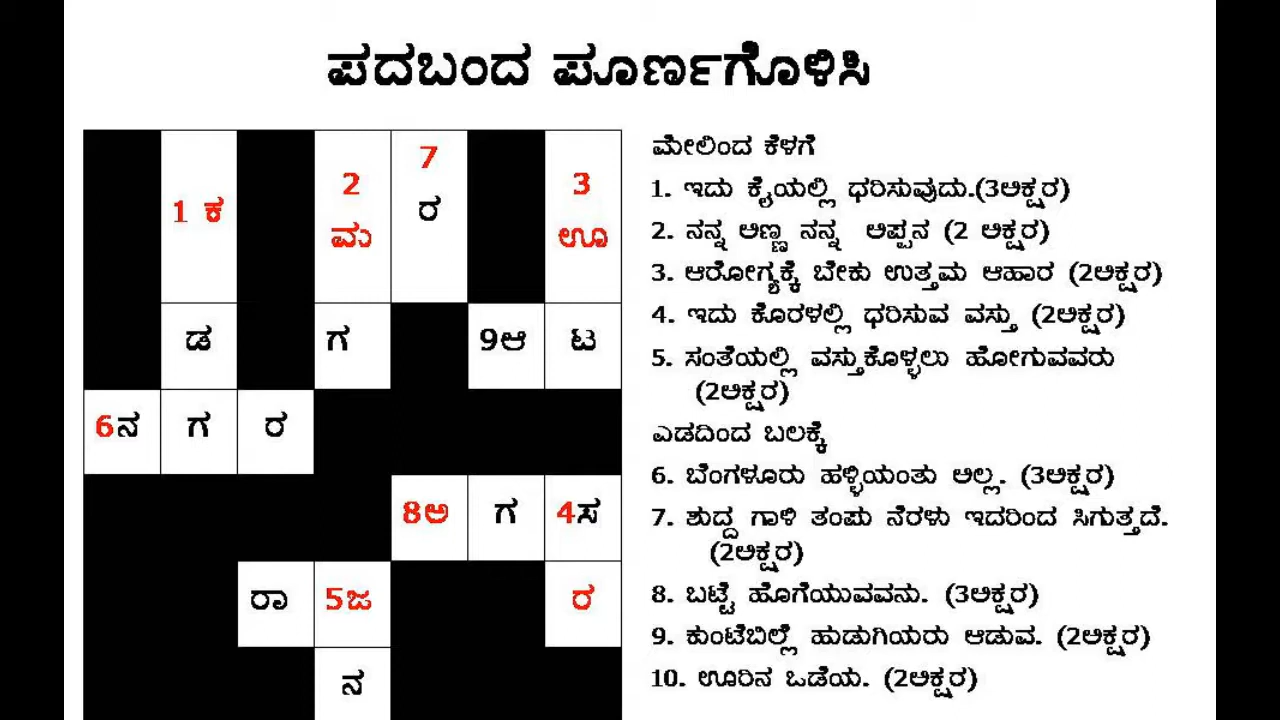 ಪದಬಂದ ಪೂರ್ಣಗೊಳಿಸಿ
1 ಕ
2 ಮ
7 ರ
3 ಊ
ಡ ಗ 9ಆ ಟ
6ನ ಗ ರ
8ಅ ಗ 4ಸ
ರಾ 5ಜ ರ
ನ
ಮೇಲಿಂದ ಕೆಳಗೆ
1. ಇದು ಕೈಯಲ್ಲಿ ಧರಿಸುವುದು.(3ಅಕ್ಷರ)
2. ನನ್ನ ಅಣ್ಣ ನನ್ನ ಅಪ್ಪನ (2 ಅಕ್ಷರ)
3. ಆರೋಗ್ಯಕ್ಕೆ ಬೇಕು ಉತ್ತಮ ಆಹಾರ (2ಅಕ್ಷರ)
4. ಇದು ಕೊರಳಲ್ಲಿ ಧರಿಸುವ ವಸ್ತು (2ಅಕ್ಷರ)
5. ಸಂತೆಯಲ್ಲಿ ವಸ್ತುಕೊಳ್ಳಲು ಹೋಗುವವರು
(2ಅಕ್ಷರ)
ಎಡದಿಂದ ಬಲಕ್ಕೆ
6. ಬೆಂಗಳೂರು ಹಳ್ಳಿಯಂತು ಅಲ್ಲ. (3ಅಕ್ಷರ)
7. ಶುದ್ದ ಗಾಳಿ ತಂಪು ನೆರಳು ಇದರಿಂದ ಸಿಗುತ್ತದೆ.
(2ಅಕ್ಷರ)
8. ಬಟ್ಟೆ ಹೊಗೆಯುವವನು. (3ಅಕ್ಷರ)
9. ಕುಂಟೆಬಿಲ್ಲೆ ಹುಡುಗಿಯರು ಆಡುವ. (2ಅಕ್ಷರ)
10. ಊರಿನ ಒಡೆಯ. (2ಅಕ್ಷರ)